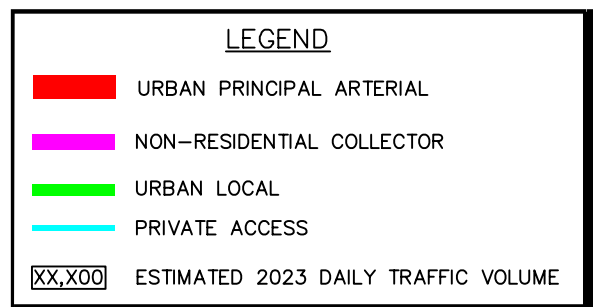 LEGEND
URBAN PRINCIPAL ARTERIAL
NON-RESIDENTIAL COLLECTOR
URBAN LOCAL
PRIVATE ACCESS
XX,X00 ESTIMATED 2023 DAILY TRAFFIC VOLUME